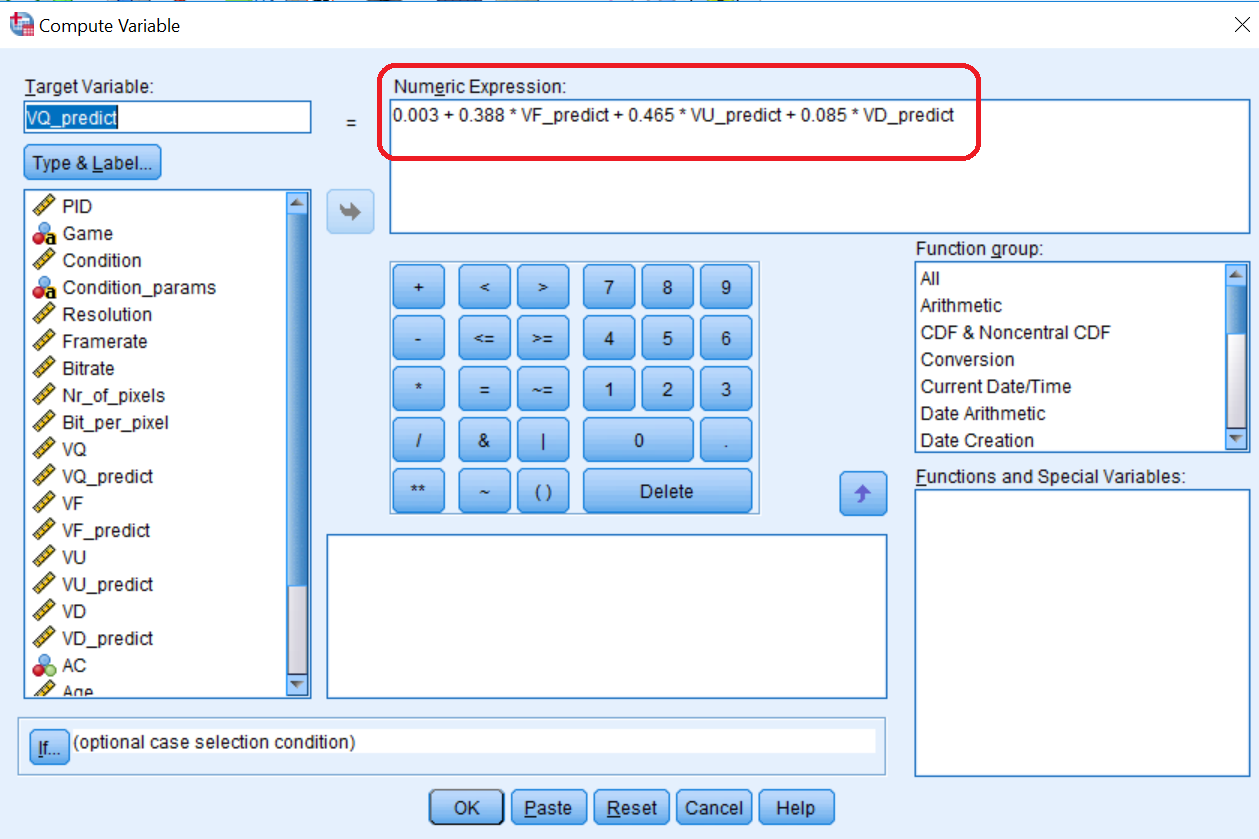 Compute Variable
Target Variable:
VQ_predict
Type & Label...
=
Numeric Expression:
0.003 + 0.388 * VF_predict + 0.465 * VU_predict + 0.085 * VD_predict
PID
Game
Condition
Condition_params
Resolution
Framerate
Bitrate
Nr_of_pixels
Bit_per_pixel
VQ
VQ_predict
VF
VF_predict
VU
VU_predict
VD
VD_predict
AC
Age
+ < > 7 8 9
- <= >= 4 5 6
* = ~= 1 2 3
/ & | 0 .
** ~ ( ) Delete
Function group:
All
Arithmetic
CDF & Noncentral CDF
Conversion
Current Date/Time
Date Arithmetic
Date Creation
Functions and Special Variables:
If... (optional case selection condition)
OK Paste Reset Cancel Help